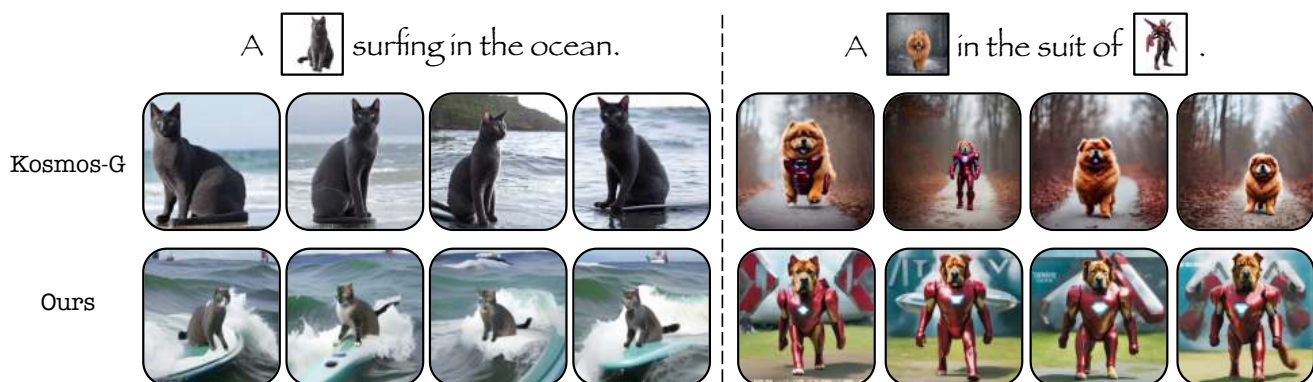 A surfing in the ocean.
A in the suit of .
Kosmos-G
Ours